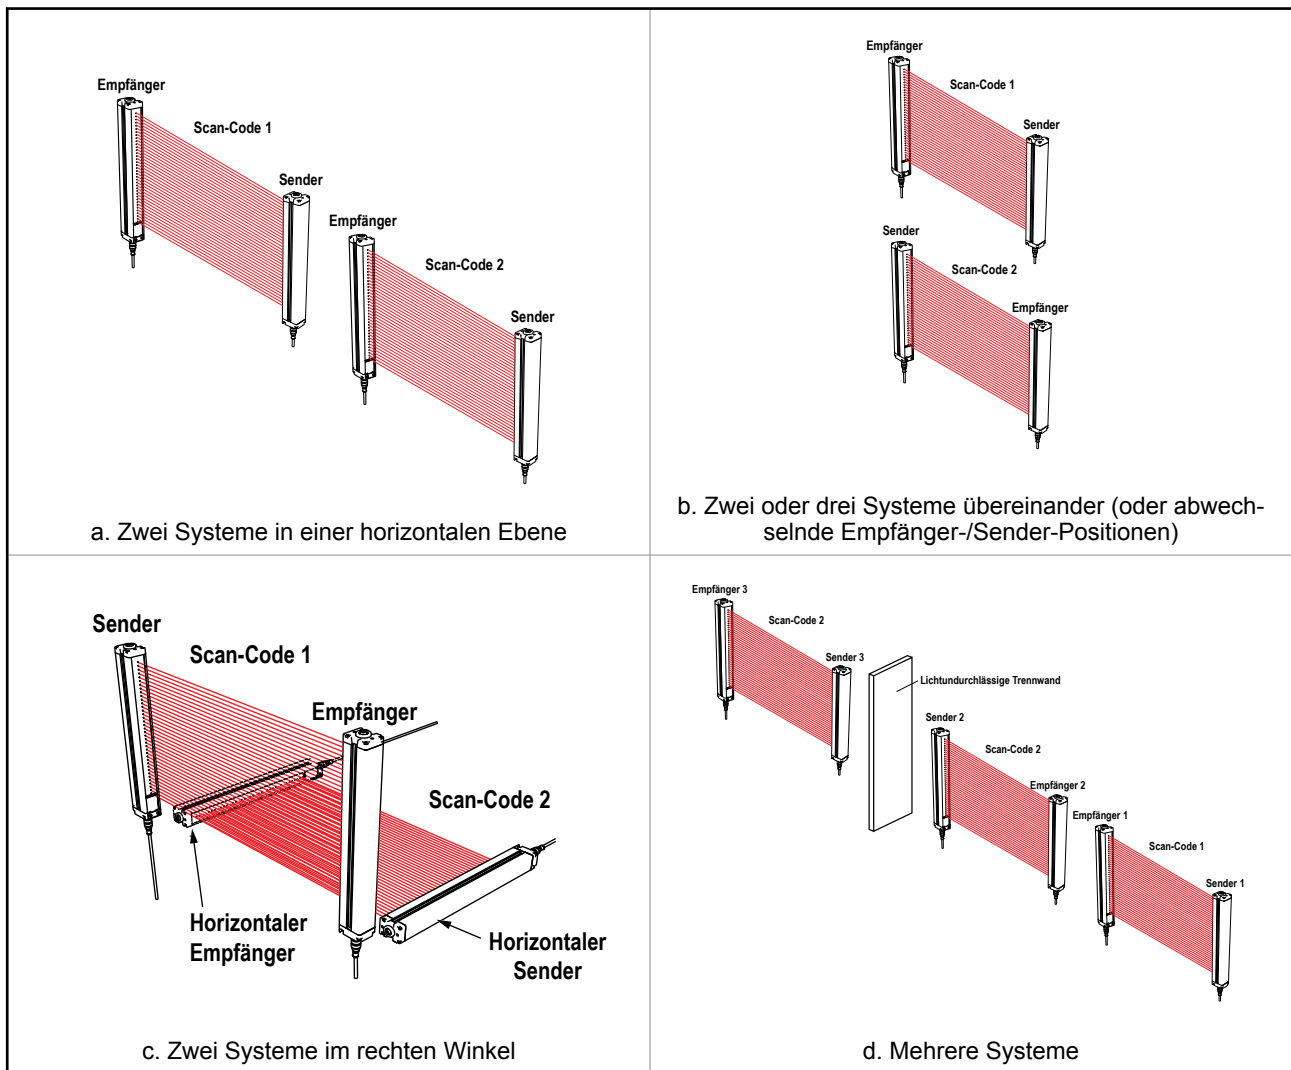 Empfänger
Scan-Code 1
Sender
Empfänger
Scan-Code 2
Sender
a. Zwei Systeme in einer horizontalen Ebene
Empfänger
Scan-Code 1
Sender
Sender
Scan-Code 2
Empfänger
b. Zwei oder drei Systeme übereinander (oder abwech-
selnde Empfänger-/Sender-Positionen)
Sender
Scan-Code 1
Empfänger
Scan-Code 2
Horizontaler
Empfänger
Horizontaler
Sender
c. Zwei Systeme im rechten Winkel
Empfänger 3
Scan-Code 2
Sender 3
Lichtundurchlässige Trennwand
Sender 2
Scan-Code 2
Empfänger 2
Empfänger 1
Scan-Code 1
Sender 1
d. Mehrere Systeme